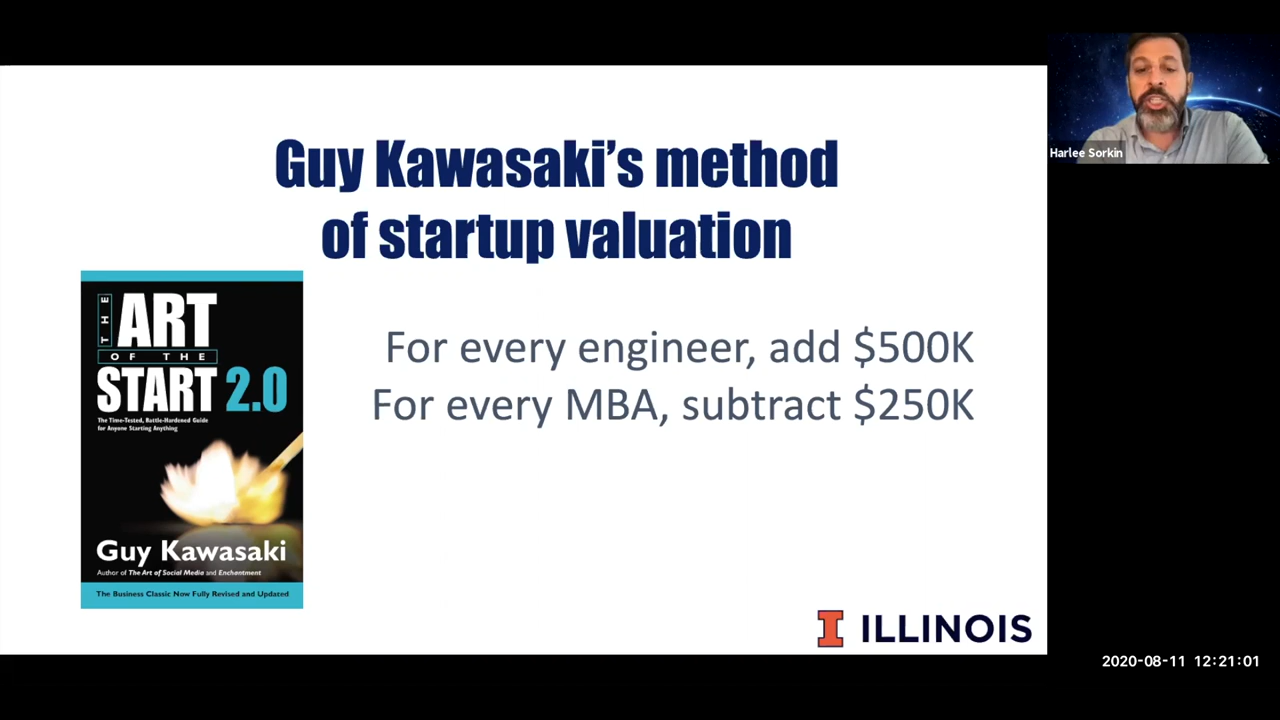 Guy Kawasaki's method
of startup valuation
THE
ART
OF THE
START 2.0
The Time-Tested, Battle-Hardened Guide
for Anyone Starting Anything
Guy Kawasaki
Author of The Art of Social Media and Enchantment
The Business Classic Now Fully Revised and Updated
For every engineer, add $500K
For every MBA, subtract $250K
I ILLINOIS
Harlee Sorkin
2020-08-11 12:21:01